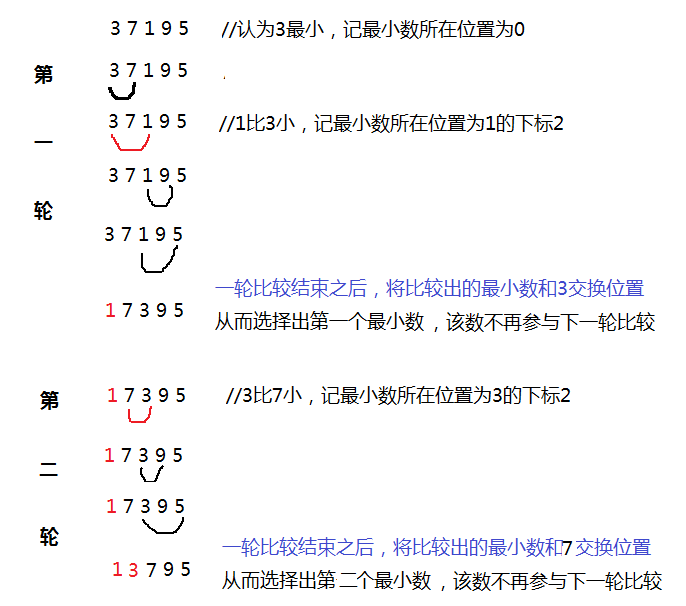 3 7 1 9 5 //认为3最小，记最小数所在位置为0
第
3 7 1 9 5
3 7 1 9 5 //1比3小，记最小数所在位置为1的下标2
一
3 7 1 9 5
轮
3 7 1 9 5
一轮比较结束之后，将比较出的最小数和3交换位置
1 7 3 9 5
从而选择出第一个最小数，该数不再参与下一轮比较
第
1 7 3 9 5 //3比7小，记最小数所在位置为3的下标2
1 7 3 9 5
二
1 7 3 9 5
轮
一轮比较结束之后，将比较出的最小数和7交换位置
1 3 7 9 5
从而选择出第二个最小数，该数不再参与下一轮比较